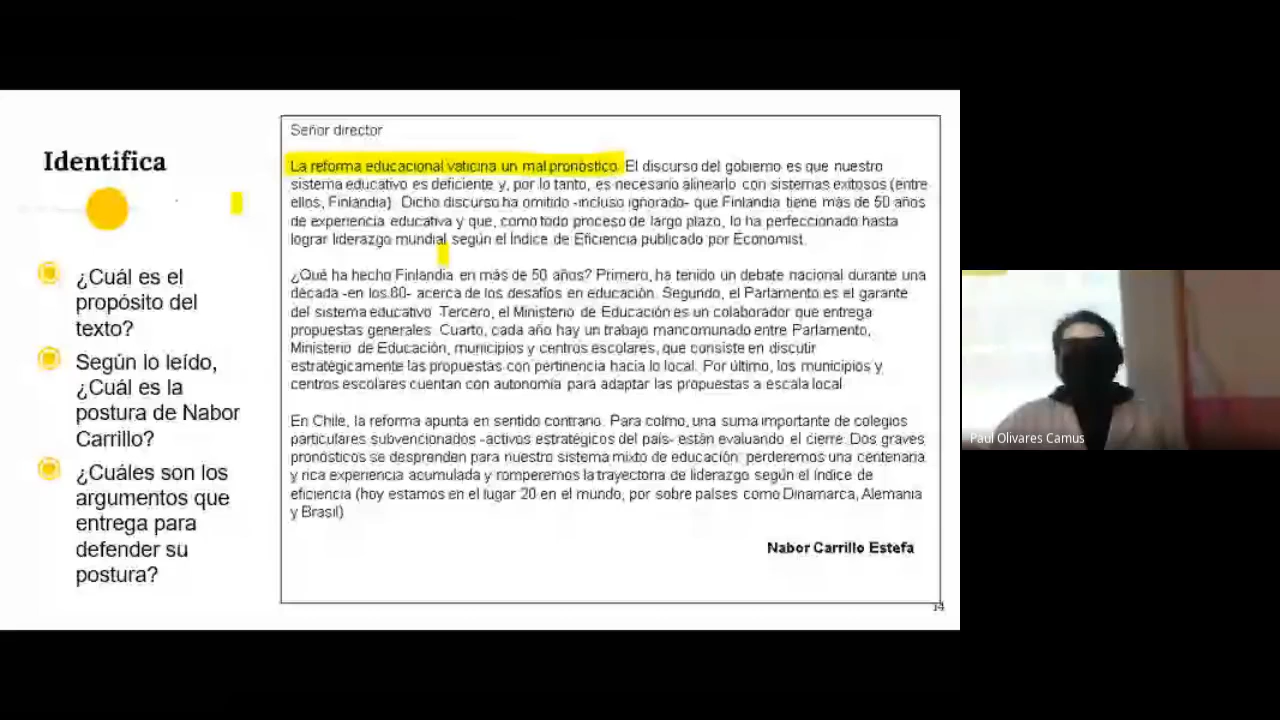 Identifica
¿Cuál es el
propósito del
texto?
Según lo leído,
¿Cuál es la
postura de Nabor
Carrillo?
¿Cuáles son los
argumentos que
entrega para
defender su
postura?
Señor director
La reforma educacional vaticina un mal pronóstico. El discurso del gobierno es que nuestro
sistema educativo es deficiente y, por lo tanto, es necesario alinearlo con sistemas exitosos (entre
ellos, Finlandia). Dicho discurso ha omitido -incluso ignorado- que Finlandia tiene más de 50 años
de experiencia educativa y que, como todo proceso de largo plazo, lo ha perfeccionado hasta
lograr liderazgo mundial según el Índice de Eficiencia publicado por Economist.
¿Qué ha hecho Finlandia en más de 50 años? Primero, ha tenido un debate nacional durante una
década -en los 60- acerca de los desafíos en educación. Segundo, el Parlamento es el garante
del sistema educativo. Tercero, el Ministerio de Educación es un colaborador que entrega
propuestas generales. Cuarto, cada año hay un trabajo mancomunado entre Parlamento,
Ministerio de Educación, municipios y centros escolares, que consiste en discutir
estratégicamente las propuestas con pertinencia hacia lo local. Por último, los municipios y
centros escolares cuentan con autonomía para adaptar las propuestas a escala local
En Chile, la reforma apunta en sentido contrario. Para colmo, una suma importante de colegios
particulares subvencionados -activos estratégicos del país- están evaluando el cierre. Dos graves
pronósticos se desprenden para nuestro sistema mixto de educación: perderemos una centenaria
y rica experiencia acumulada y romperemos la trayectoria de liderazgo según el índice de
eficiencia (hoy estamos en el lugar 20 en el mundo, por sobre países como Dinamarca, Alemania
y Brasil)
Nabor Carrillo Estefa
14
Paul Olivares Camus